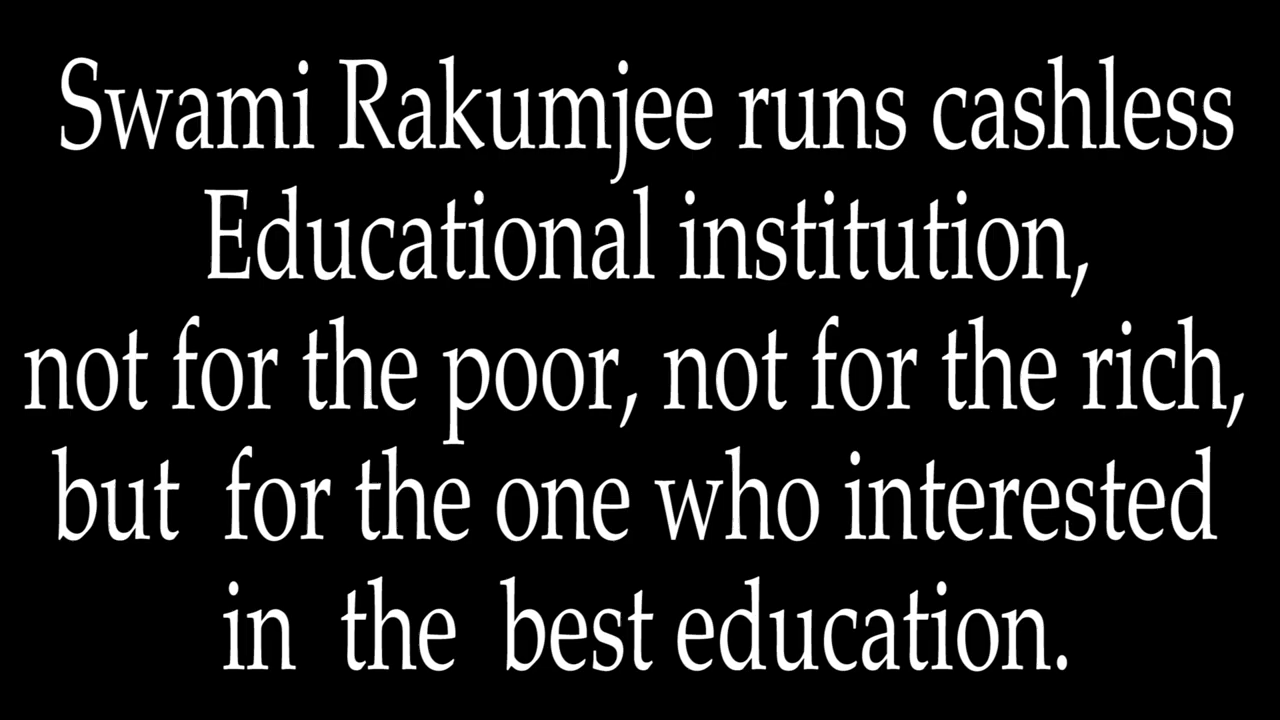 Swami Rakumjee runs cashless
Educational institution,
not for the poor, not for the rich,
but for the one who interested
in the best education.